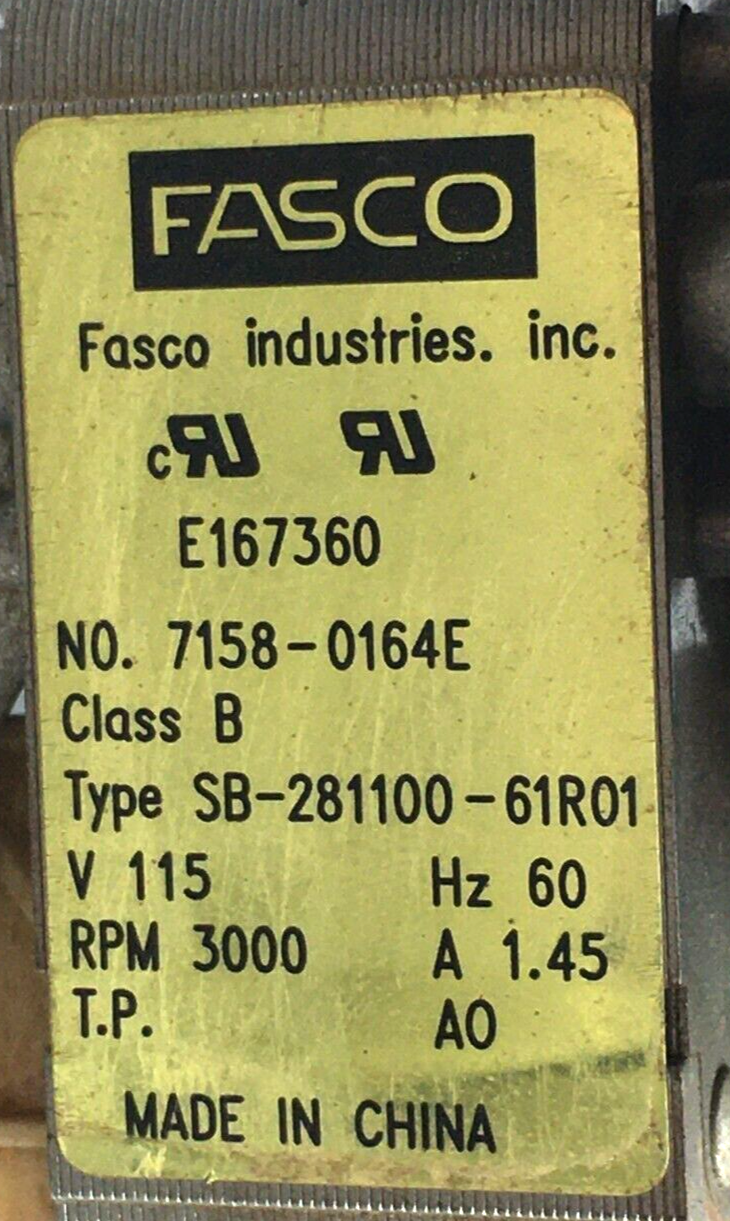 FASCO
Fasco industries. inc.
cRU RU
E167360
NO. 7158-0164E
Class B
Type SB-281100-61R01
V 115 Hz 60
RPM 3000 A 1.45
T.P. AO
MADE IN CHINA